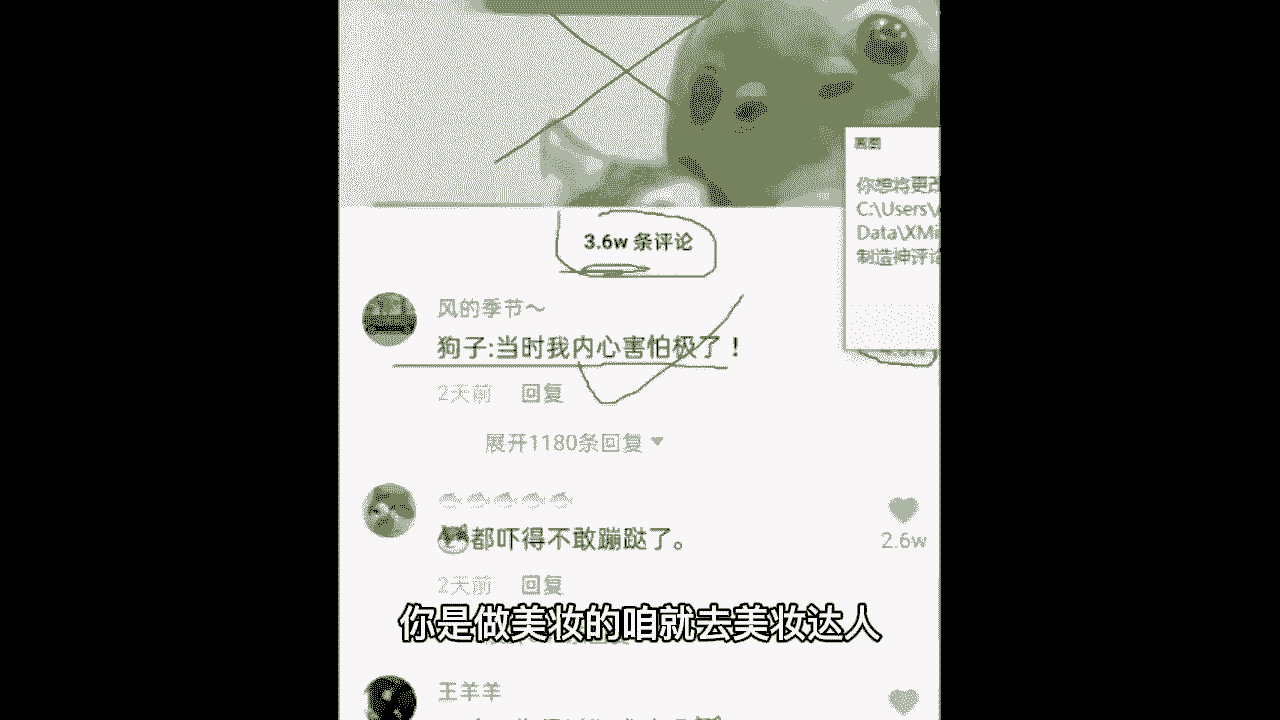 画图
你想将更改
C:\Users\
Data\XMi
制造神评论
3.6w 条评论
风的季节～
狗子:当时我内心害怕极了！
2天前 回复
展开1180条回复
都吓得不敢蹦跶了。
2.6w
2天前 回复
你是做美妆的咱就去美妆达人
王羊羊